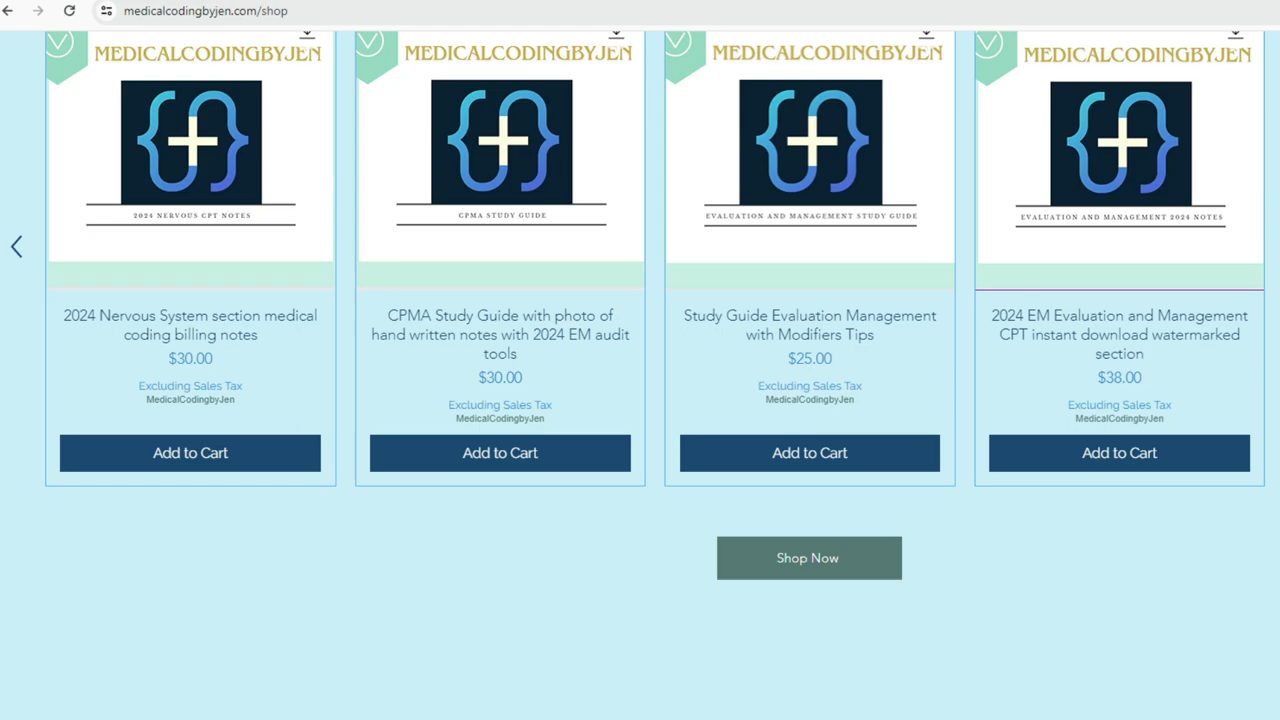 medicalcodingbyjen.com/shop
MEDICALCODINGBYJEN
2024 NERVOUS CPT NOTES
2024 Nervous System section medical
coding billing notes
$30.00
Excluding Sales Tax
MedicalCodingbyJen
Add to Cart
MEDICALCODINGBYJEN
CPMA STUDY GUIDE
CPMA Study Guide with photo of
hand written notes with 2024 EM audit
tools
$30.00
Excluding Sales Tax
MedicalCodingbyJen
Add to Cart
MEDICALCODINGBYJEN
EVALUATION AND MANAGEMENT STUDY GUIDE
Study Guide Evaluation Management
with Modifiers Tips
$25.00
Excluding Sales Tax
MedicalCodingbyJen
Add to Cart
MEDICALCODINGBYJEN
EVALUATION AND MANAGEMENT 2024 NOTES
2024 EM Evaluation and Management
CPT instant download watermarked
section
$38.00
Excluding Sales Tax
MedicalCodingbyJen
Add to Cart
Shop Now